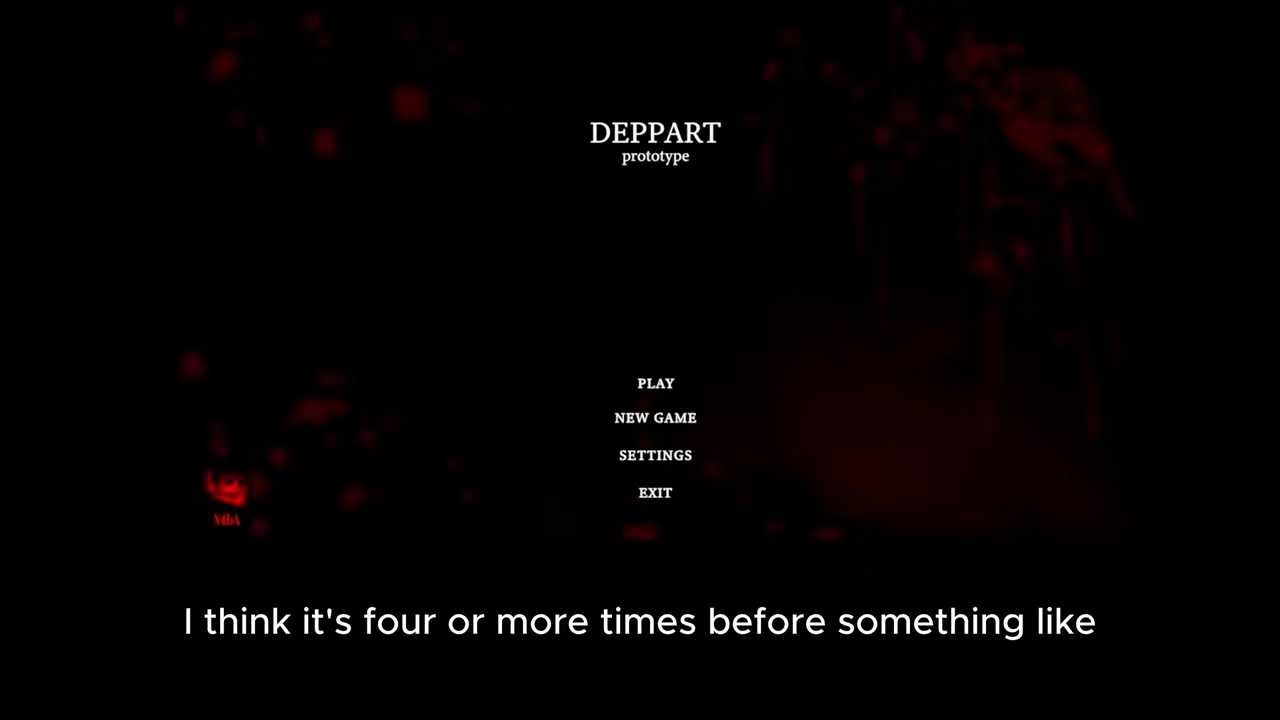 DEPPART
prototype
PLAY
NEW GAME
SETTINGS
EXIT
I think it's four or more times before something like